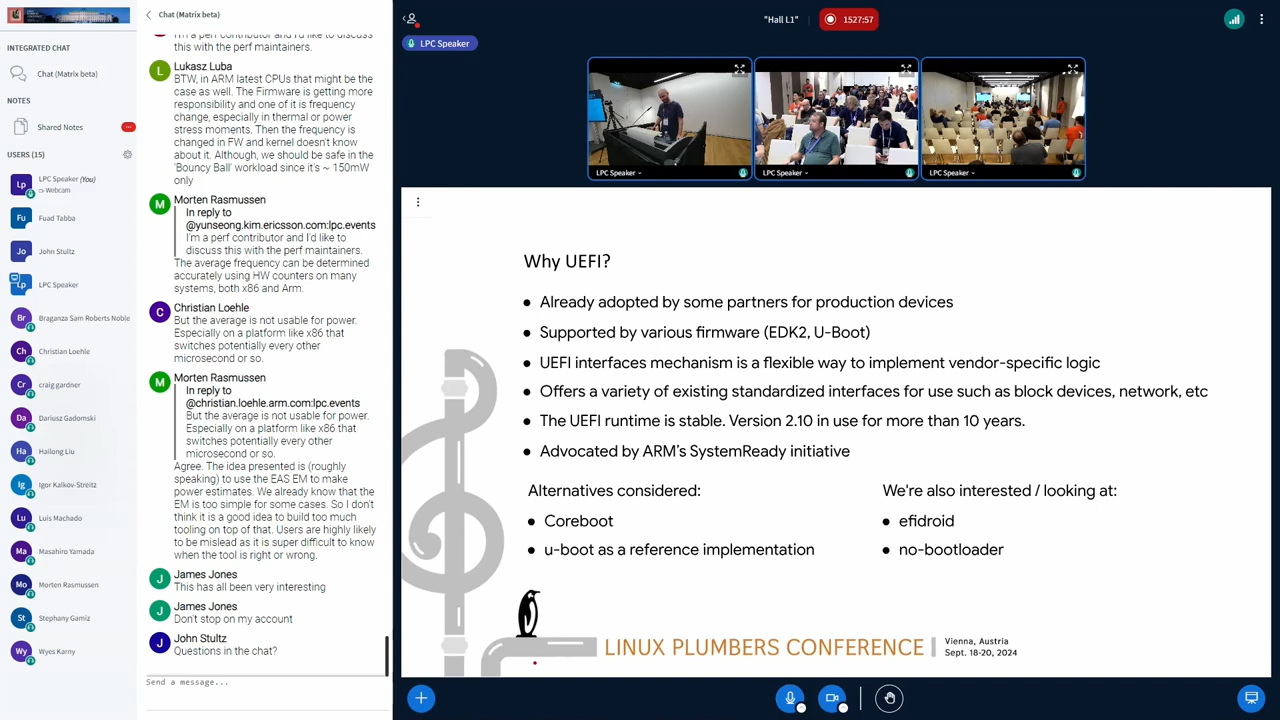 INTEGRATED CHAT
Chat (Matrix beta)
NOTES
Shared Notes
USERS (15)
Lp
LPC Speaker (You)
Webcam
Fu
Fuad Tabba
Jo
John Stultz
Lp
LPC Speaker
Br
Braganza Sam Roberts Noble
Ch
Christian Loehle
Cr
craig gardner
Da
Dariusz Gadomski
Ha
Hailong Liu
Ig
Igor Kalkov-Streitz
Lu
Luis Machado
Ma
Masahiro Yamada
Mo
Morten Rasmussen
St
Stephany Gamiz
Wy
Wyes Karny
Chat (Matrix beta)
I'm a perf contributor and I'd like to discuss
this with the perf maintainers.
L
Lukasz Luba
BTW, in ARM latest CPUs that might be the
case as well. The Firmware is getting more
responsibility and one of it is frequency
change, especially in thermal or power
stress moments. Then the frequency is
changed in FW and kernel doesn't know
about it. Although, we should be safe in the
'Bouncy Ball' workload since it's ~ 150mW
only
M
Morten Rasmussen
In reply to
@yunseong.kim.ericsson.com:lpc.events
I'm a perf contributor and I'd like to
discuss this with the perf maintainers.
The average frequency can be determined
accurately using HW counters on many
systems, both x86 and Arm.
C
Christian Loehle
But the average is not usable for power.
Especially on a platform like x86 that
switches potentially every other
microsecond or so.
M
Morten Rasmussen
In reply to
@christian.loehle.arm.com:lpc.events
But the average is not usable for power.
Especially on a platform like x86 that
switches potentially every other
microsecond or so.
Agree. The idea presented is (roughly
speaking) to use the EAS EM to make
power estimates. We already know that the
EM is too simple for some cases. So I don't
think it is a good idea to build too much
tooling on top of that. Users are highly likely
to be mislead as it is super difficult to know
when the tool is right or wrong.
J
James Jones
This has all been very interesting
J
James Jones
Don't stop on my account
J
John Stultz
Questions in the chat?
Send a message...
"Hall L1"
1527:57
LPC Speaker
LPC Speaker
LPC Speaker
LPC Speaker
Why UEFI?
● Already adopted by some partners for production devices
● Supported by various firmware (EDK2, U-Boot)
● UEFI interfaces mechanism is a flexible way to implement vendor-specific logic
● Offers a variety of existing standardized interfaces for use such as block devices, network, etc
● The UEFI runtime is stable. Version 2.10 in use for more than 10 years.
● Advocated by ARM's SystemReady initiative
Alternatives considered:
● Coreboot
● u-boot as a reference implementation
We're also interested / looking at:
● efidroid
● no-bootloader
LINUX PLUMBERS CONFERENCE
Vienna, Austria
Sept. 18-20, 2024